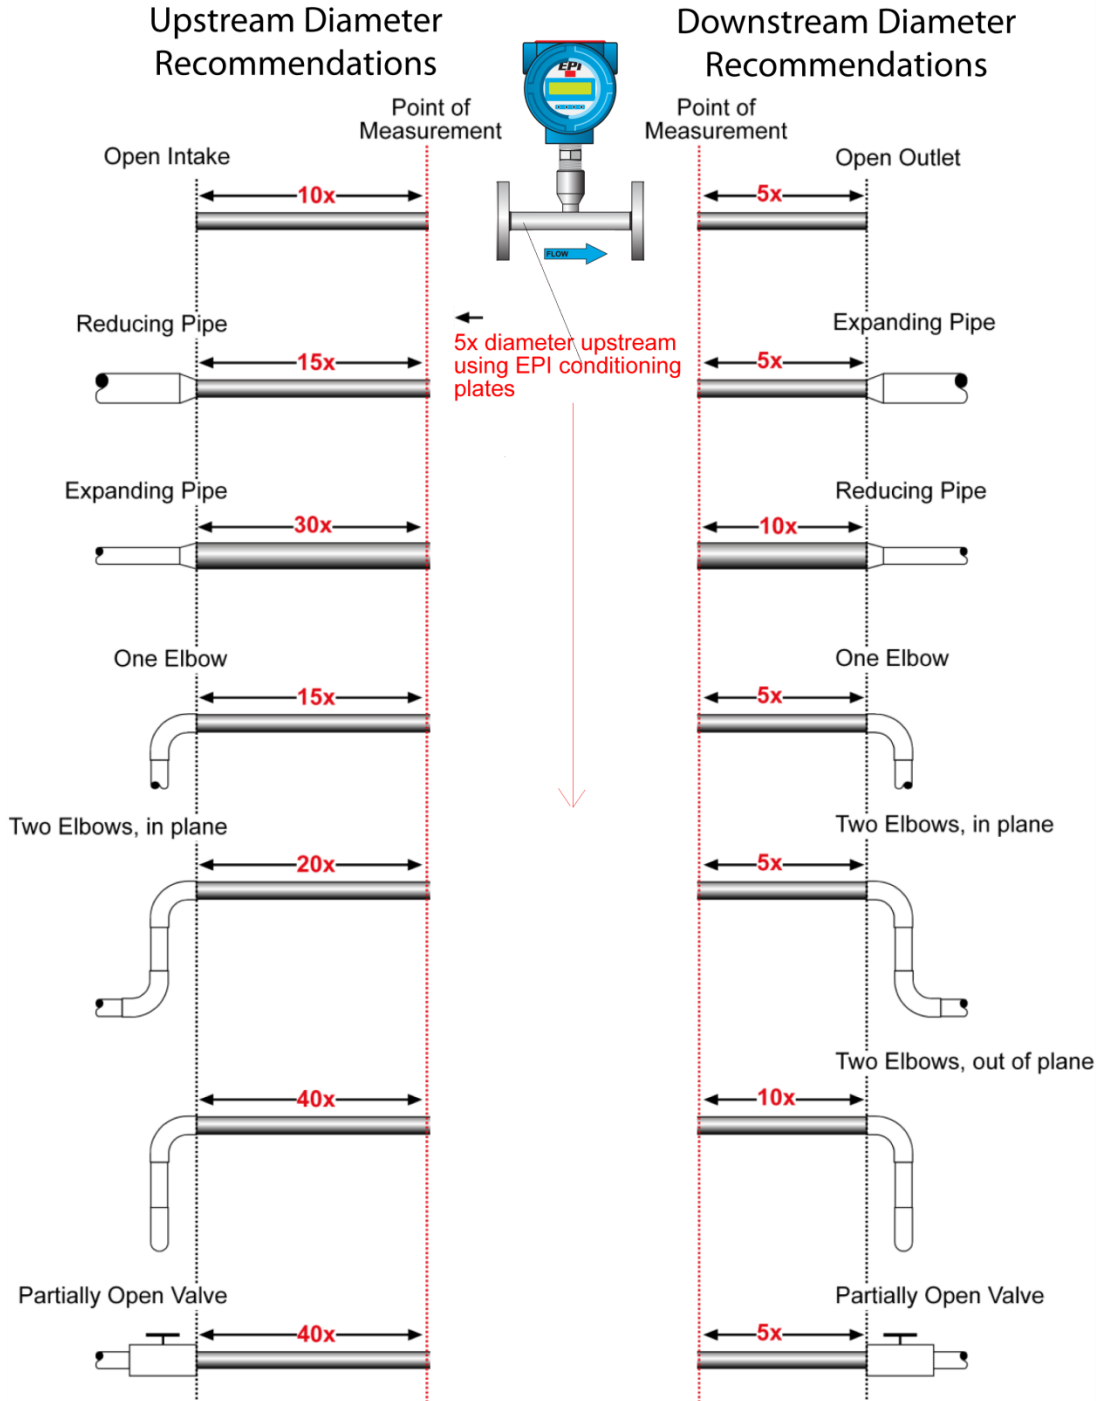 Upstream Diameter
Recommendations
Downstream Diameter
Recommendations
Point of
Measurement
EPI
Point of
Measurement
Open Intake
Open Outlet
10x
5x
FLOW
Reducing Pipe
Expanding Pipe
5x diameter upstream
using EPI conditioning
plates
15x
5x
Expanding Pipe
Reducing Pipe
30x
10x
One Elbow
One Elbow
15x
5x
Two Elbows, in plane
Two Elbows, in plane
20x
5x
Two Elbows, out of plane
40x
10x
Partially Open Valve
Partially Open Valve
40x
5x